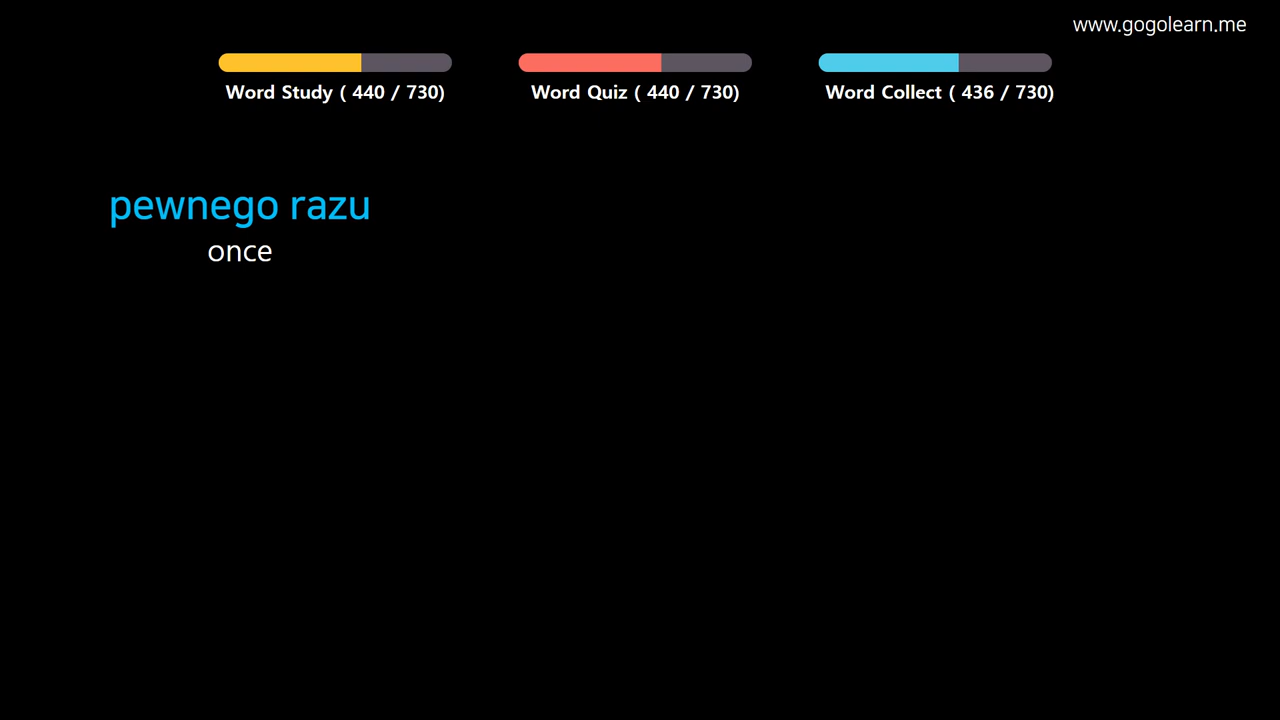 www.gogolearn.me
Word Study ( 440 / 730)
Word Quiz ( 440 / 730)
Word Collect ( 436 / 730)
pewnego razu
once